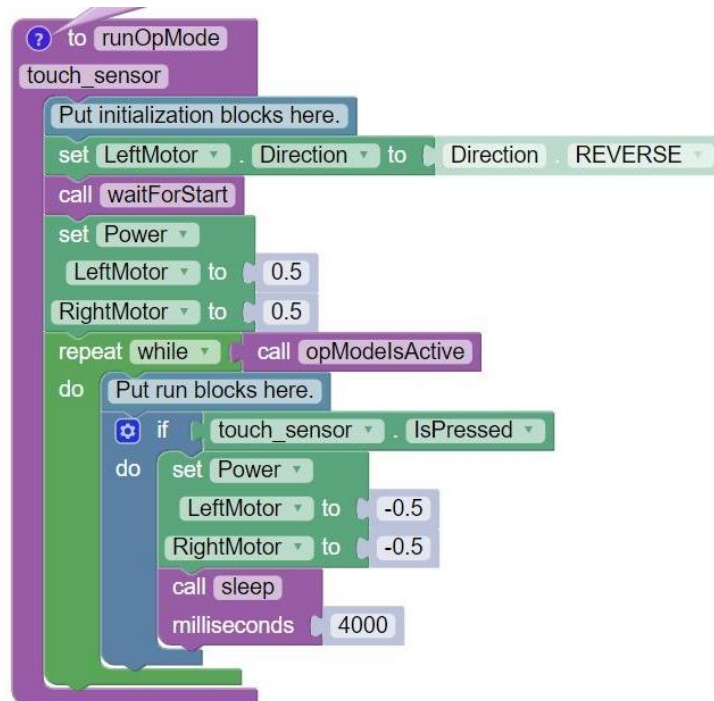 ? to runOpMode
touch_sensor
Put initialization blocks here.
set LeftMotor . Direction to Direction . REVERSE
call waitForStart
set Power
LeftMotor to 0.5
RightMotor to 0.5
repeat while call opModeIsActive
do Put run blocks here.
if touch_sensor . IsPressed
do set Power
LeftMotor to -0.5
RightMotor to -0.5
call sleep
milliseconds 4000